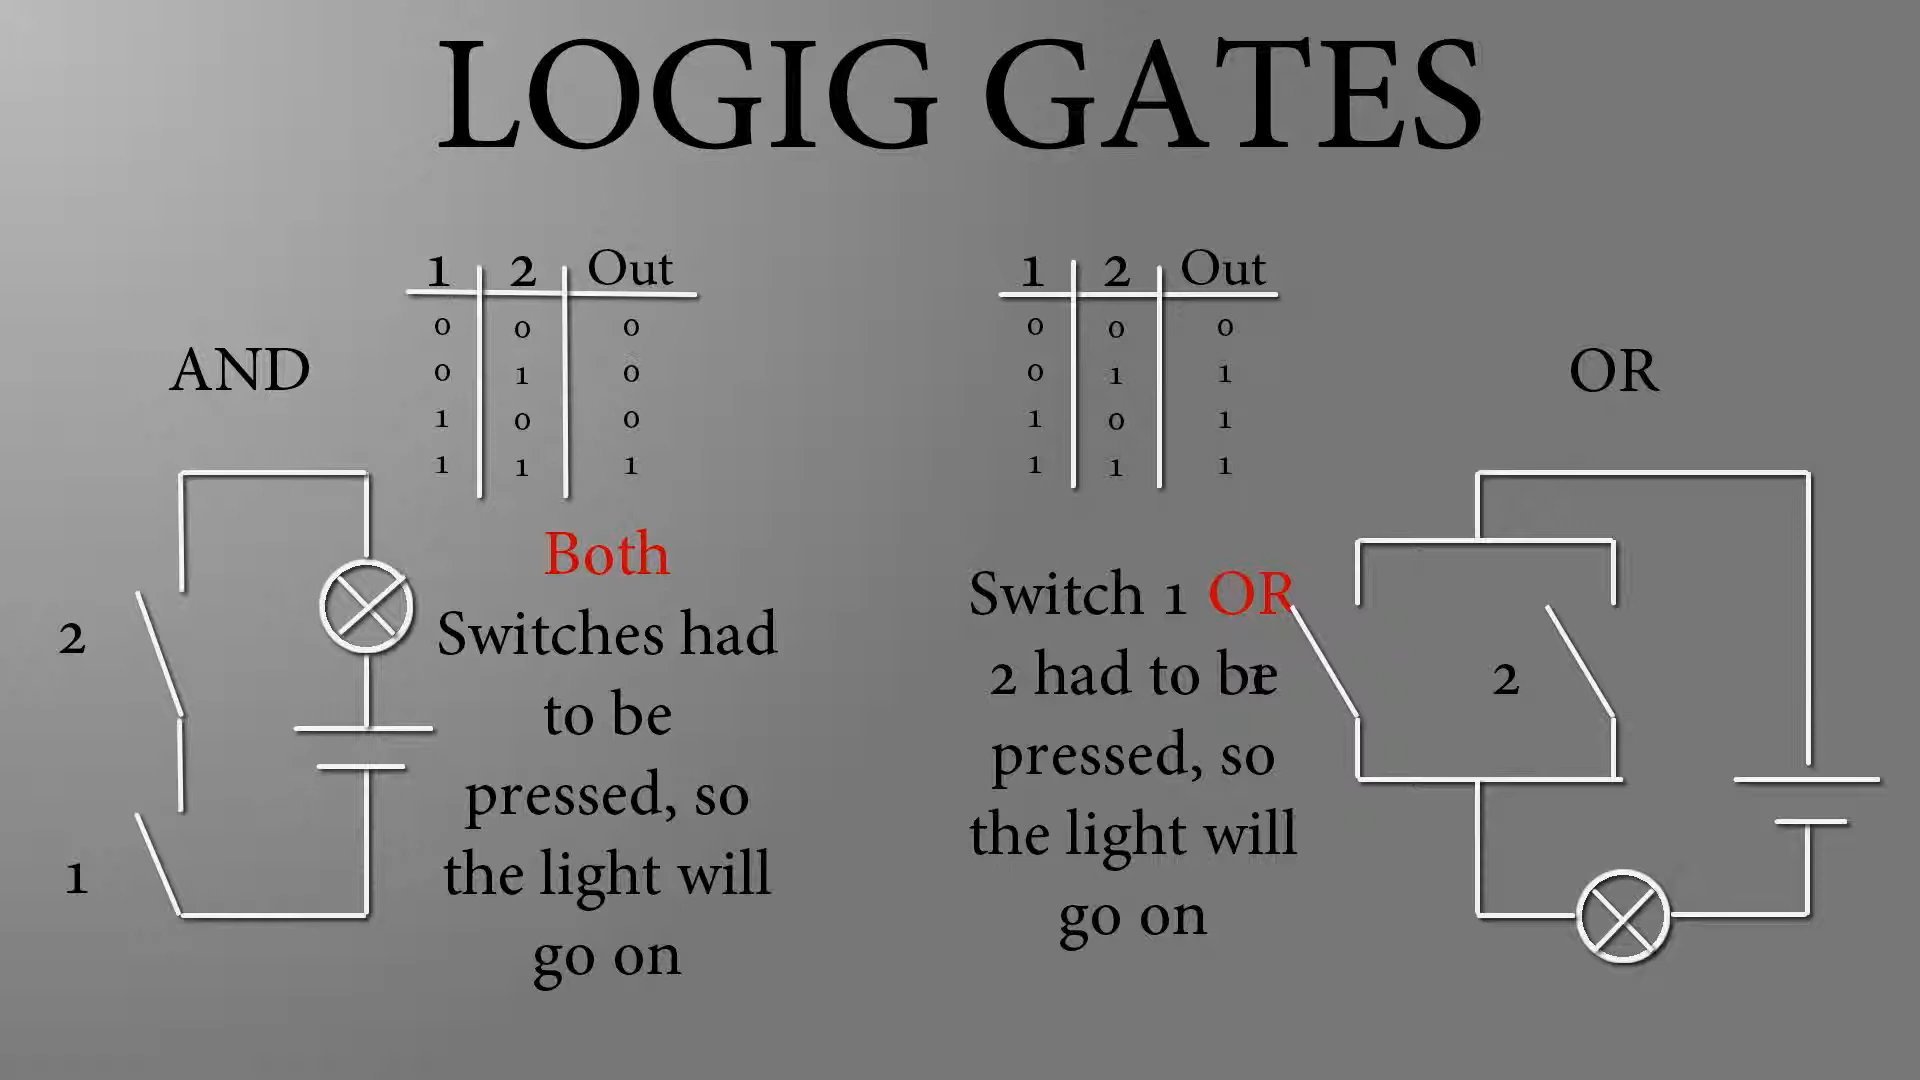 LOGIG GATES
1 2 Out
0 0 0
0 1 0
1 0 0
1 1 1
AND
Both
Switches had
to be
pressed, so
the light will
go on
2
1
1 2 Out
0 0 0
0 1 1
1 0 1
1 1 1
OR
Switch 1 OR
2 had to be
pressed, so
the light will
go on
1
2